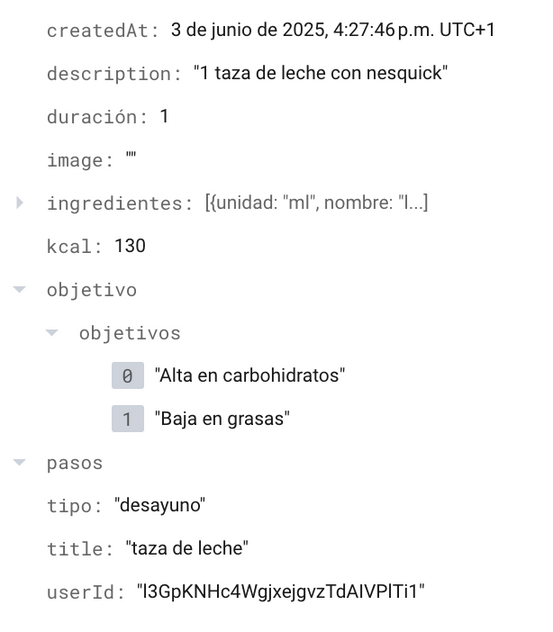 createdAt: 3 de junio de 2025, 4:27:46 p.m. UTC+1
description: "1 taza de leche con nesquick"
duración: 1
image: ""
ingredientes: [{unidad: "ml", nombre: "l...]
kcal: 130
objetivo
objetivos
0 "Alta en carbohidratos"
1 "Baja en grasas"
pasos
tipo: "desayuno"
title: "taza de leche"
userId: "l3GpKNHc4WgjxejgvzTdAIVPlTi1"